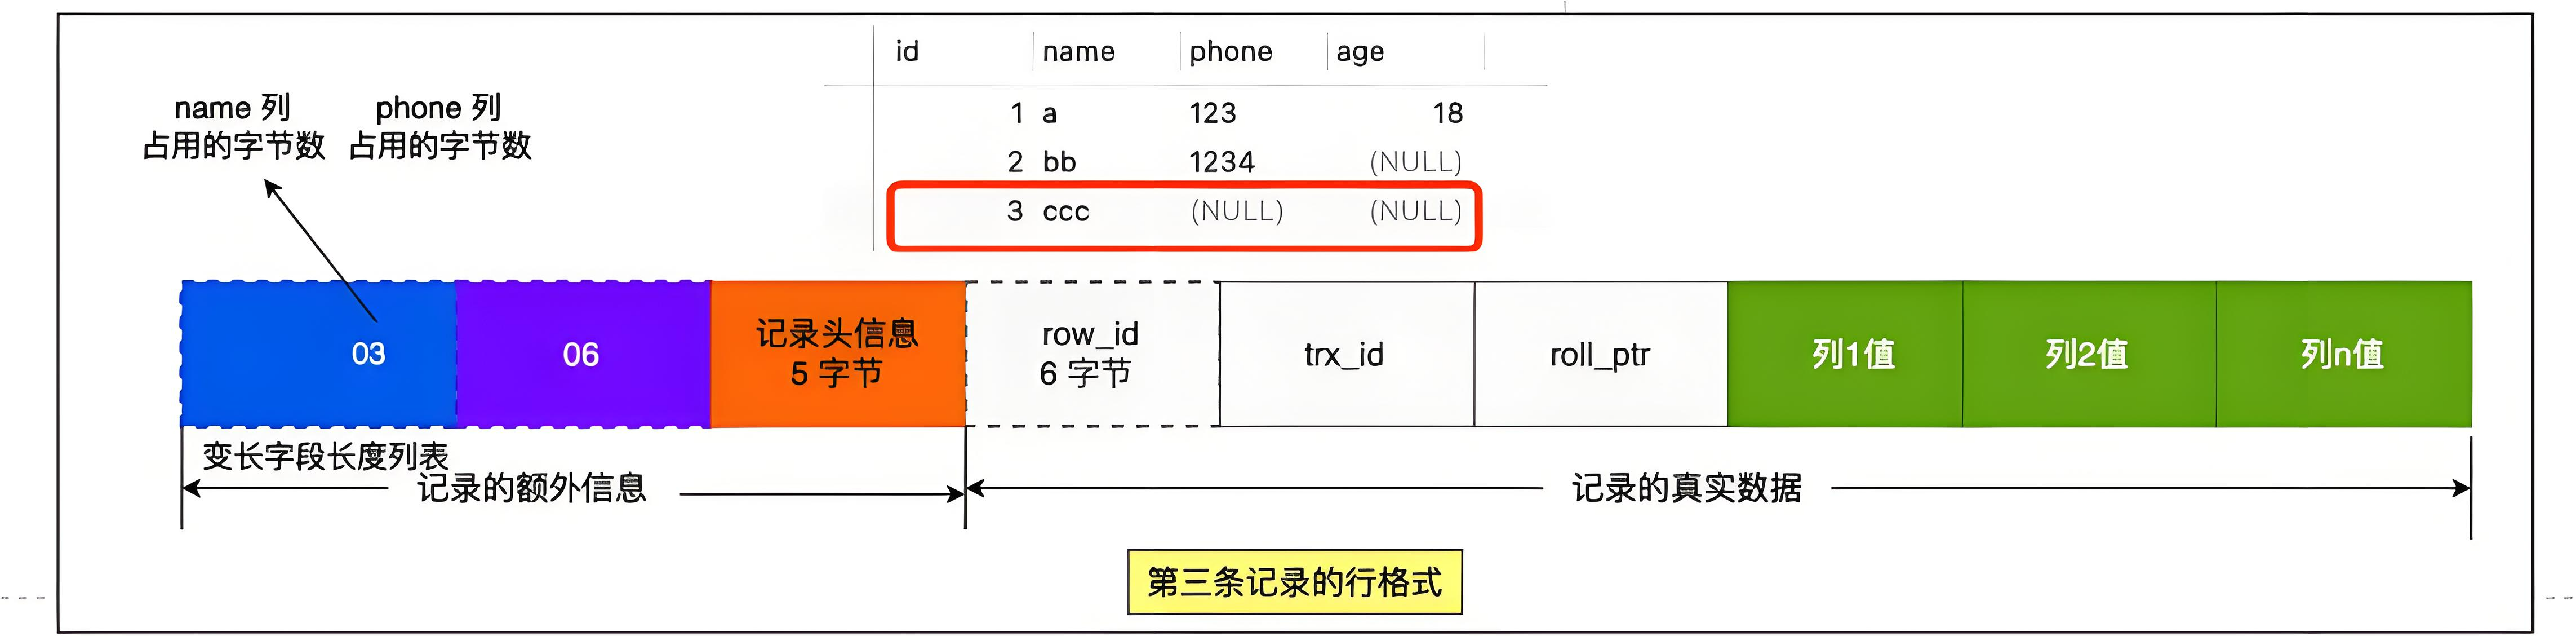 id name phone age
1 a 123 18
2 bb 1234 (NULL)
3 ccc (NULL) (NULL)
name 列
占用的字节数
phone 列
占用的字节数
03
06
记录头信息
5 字节
row_id
6 字节
trx_id
roll_ptr
列1值
列2值
列n值
变长字段长度列表
记录的额外信息
记录的真实数据
第三条记录的行格式